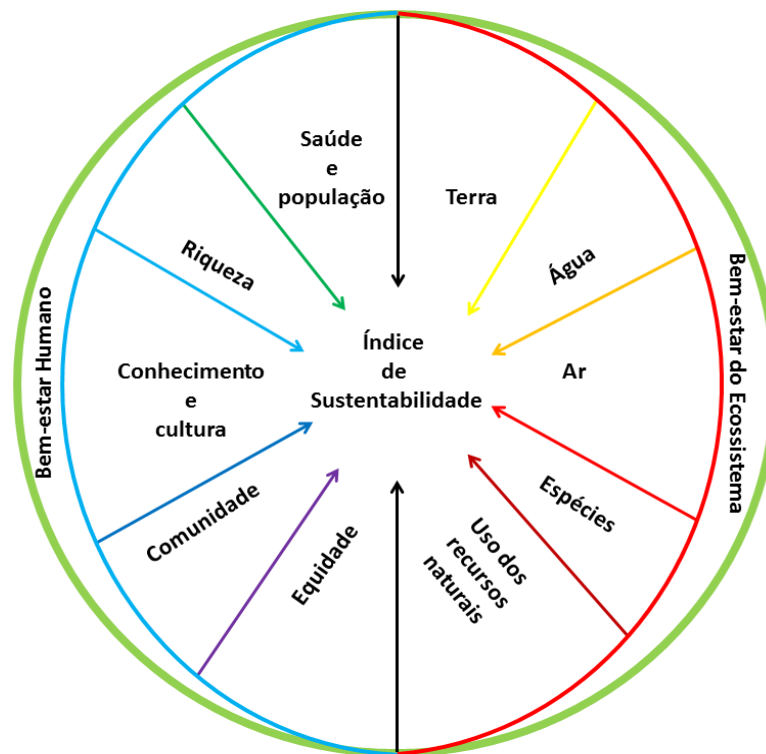 Saúde
e
população
Terra
Riqueza
Água
Bem-estar Humano
Bem-estar do Ecossistema
Índice
de
Sustentabilidade
Conhecimento
e
cultura
Ar
Comunidade
Espécies
Equidade
Uso dos
recursos
naturais